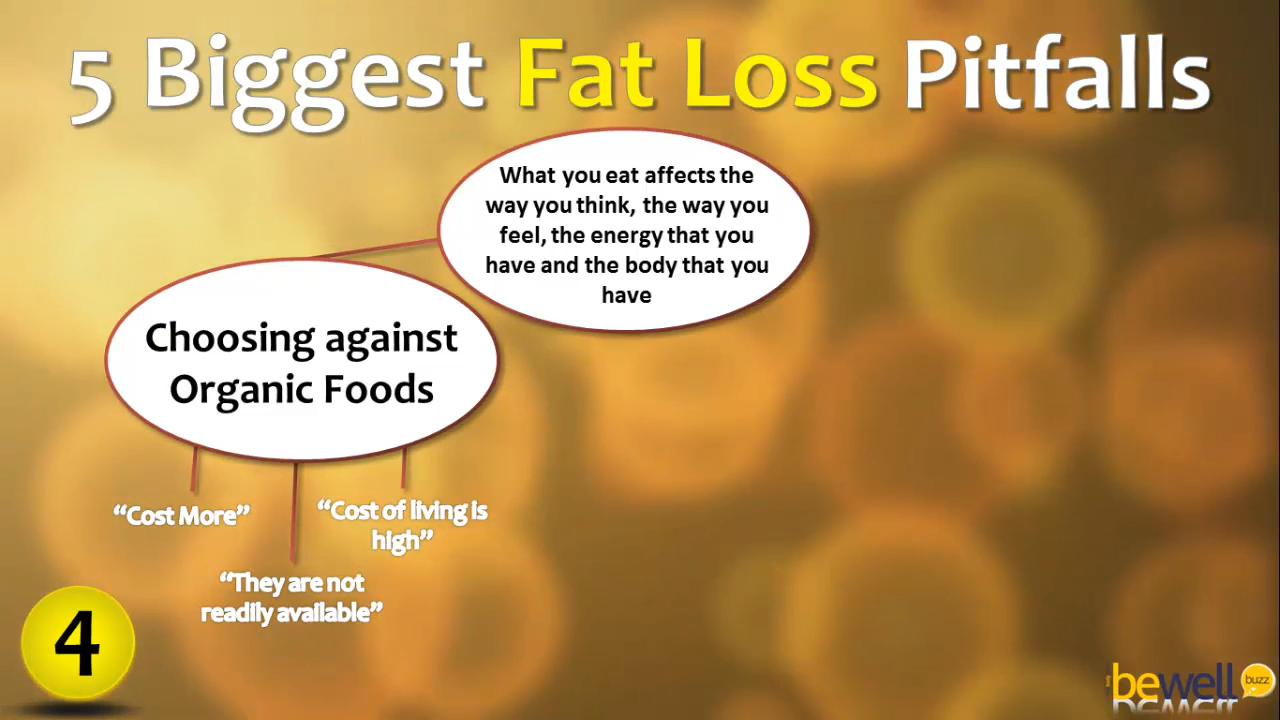 5 Biggest Fat Loss Pitfalls
What you eat affects the
way you think, the way you
feel, the energy that you
have and the body that you
have
Choosing against
Organic Foods
“Cost More”
“Cost of living is
high”
“They are not
readily available”
4
bewell
buzz